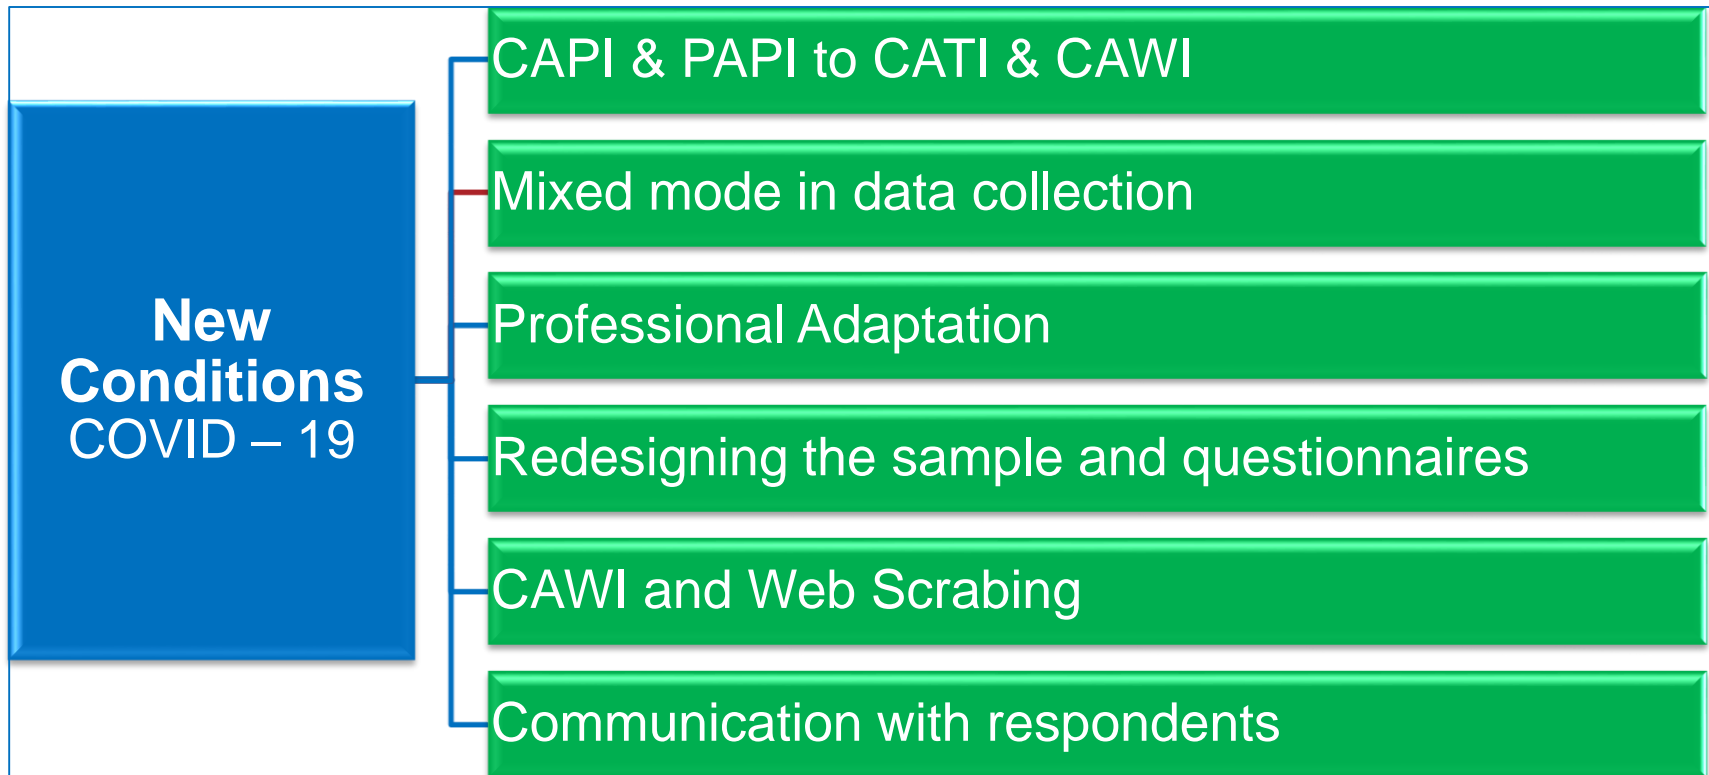 New
Conditions
COVID – 19
CAPI & PAPI to CATI & CAWI
Mixed mode in data collection
Professional Adaptation
Redesigning the sample and questionnaires
CAWI and Web Scrabing
Communication with respondents